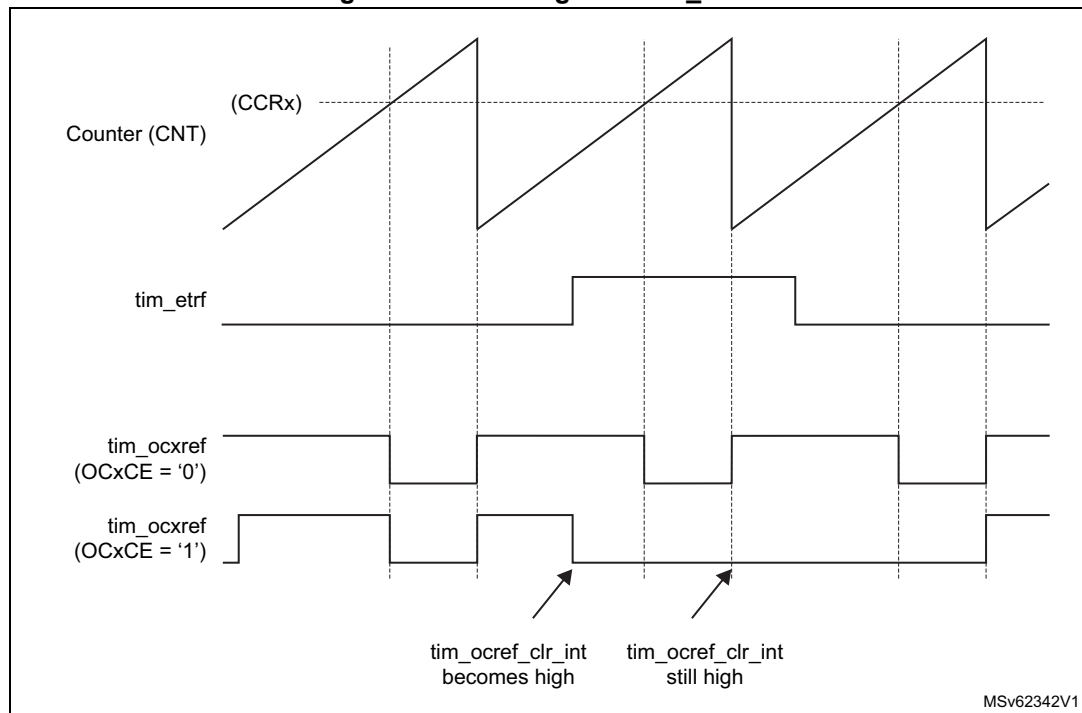 (CCRx)
Counter (CNT)
tim_etrf
tim_ocxref
(OCxCE = ‘0’)
tim_ocxref
(OCxCE = ‘1’)
tim_ocref_clr_int
becomes high
tim_ocref_clr_int
still high
MSv62342V1